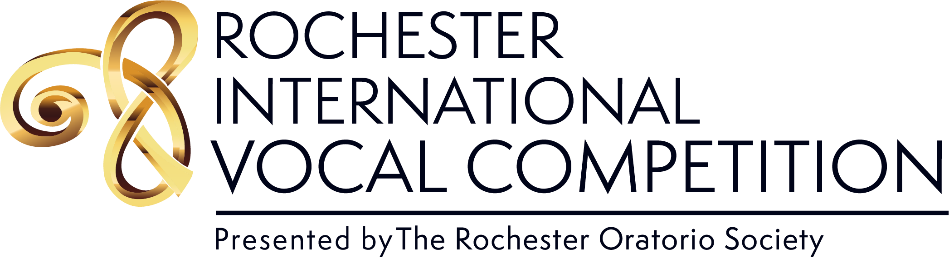 ROCHESTER
INTERNATIONAL
VOCAL COMPETITION
Presented by The Rochester Oratorio Society